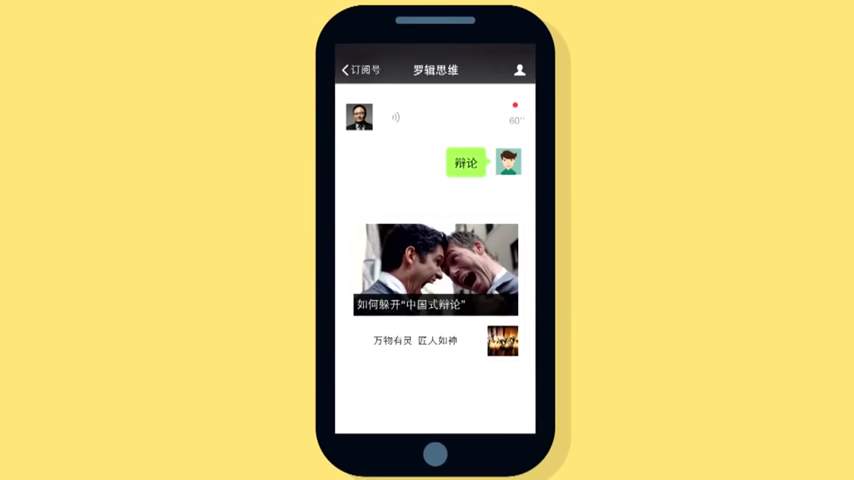 订阅号
罗辑思维
60''
辩论
如何躲开“中国式辩论”
万物有灵 匠人如神